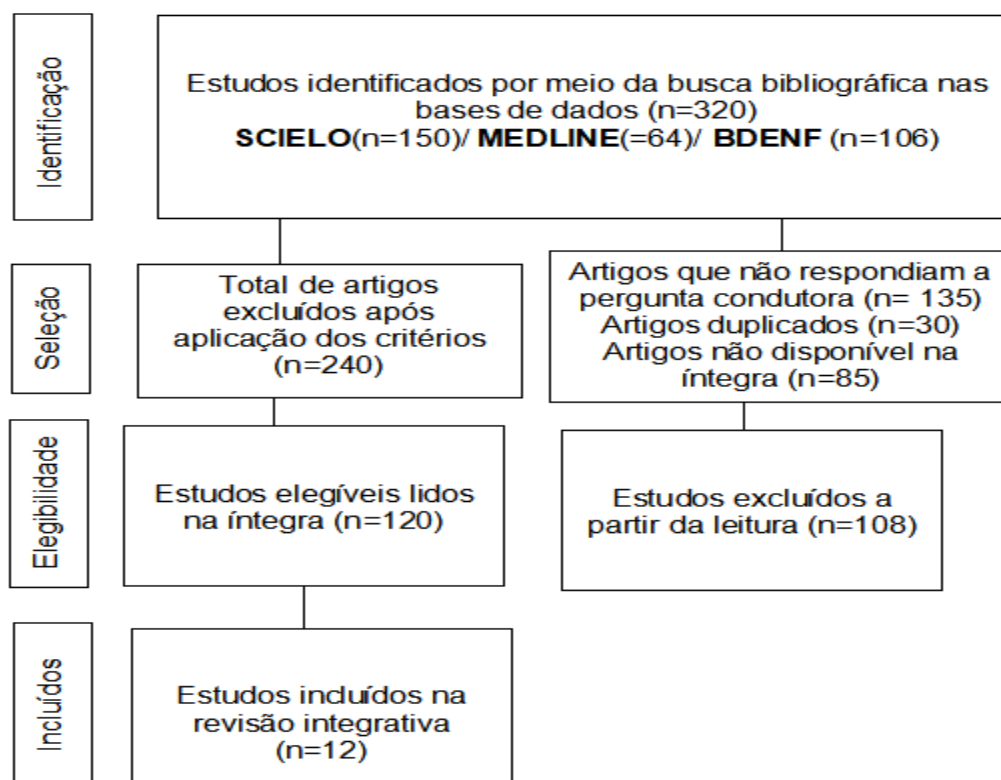 Identificação
Estudos identificados por meio da busca bibliográfica nas
bases de dados (n=320)
SCIELO(n=150)/ MEDLINE(=64)/ BDENF (n=106)
Seleção
Total de artigos
excluídos após
aplicação dos critérios
(n=240)
Artigos que não respondiam a
pergunta condutora (n= 135)
Artigos duplicados (n=30)
Artigos não disponível na
íntegra (n=85)
Elegibilidade
Estudos elegíveis lidos
na íntegra (n=120)
Estudos excluídos a
partir da leitura (n=108)
Incluídos
Estudos incluídos na
revisão integrativa
(n=12)